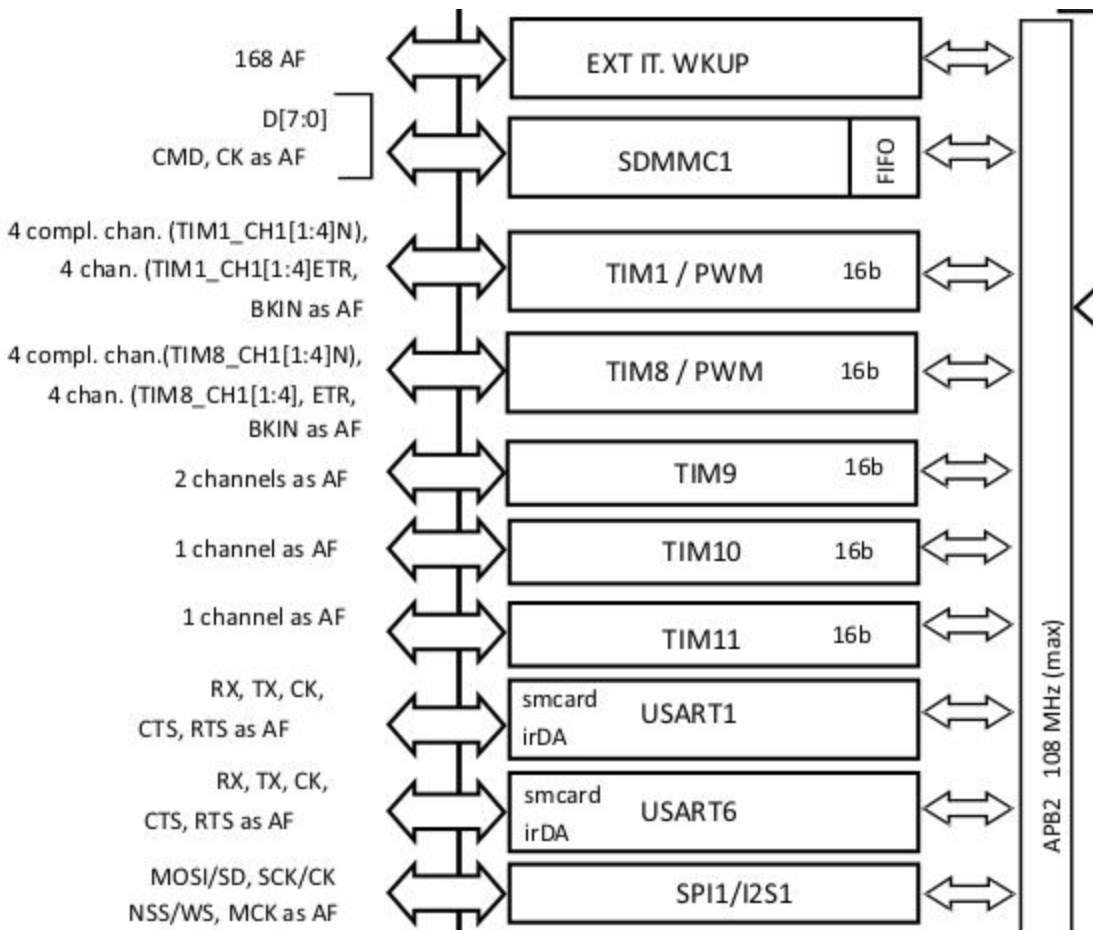 168 AF
EXT IT. WKUP
D[7:0]
CMD, CK as AF
SDMMC1
FIFO
4 compl. chan. (TIM1_CH1[1:4]N),
4 chan. (TIM1_CH1[1:4]ETR,
BKIN as AF
TIM1 / PWM
16b
4 compl. chan.(TIM8_CH1[1:4]N),
4 chan. (TIM8_CH1[1:4], ETR,
BKIN as AF
TIM8 / PWM
16b
2 channels as AF
TIM9
16b
1 channel as AF
TIM10
16b
1 channel as AF
TIM11
16b
RX, TX, CK,
CTS, RTS as AF
smcard
irDA
USART1
RX, TX, CK,
CTS, RTS as AF
smcard
irDA
USART6
MOSI/SD, SCK/CK
NSS/WS, MCK as AF
SPI1/I2S1
APB2 108 MHz (max)